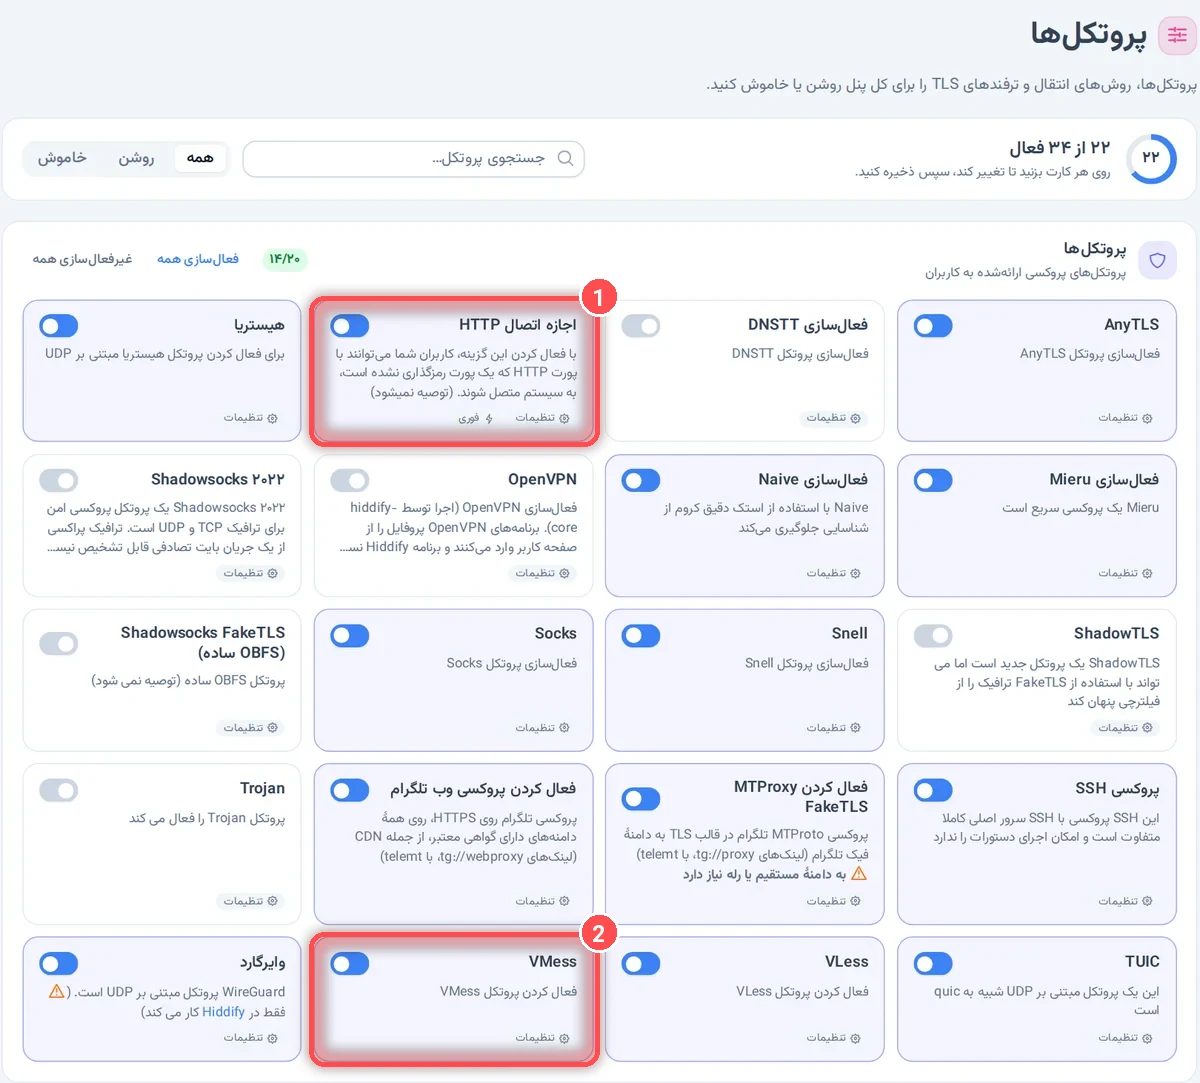 پروتکل‌ها
پروتکل‌ها، روش‌های انتقال و ترفندهای TLS را برای کل پنل روشن یا خاموش کنید.
۲۲
۲۲ از ۳۴ فعال
روی هر کارت بزنید تا تغییر کند، سپس ذخیره کنید.
جستجوی پروتکل...
همه
روشن
خاموش
پروتکل‌ها
پروتکل‌های پروکسی ارائه‌شده به کاربران
۱۴/۲۰
فعال‌سازی همه
غیرفعال‌سازی همه
AnyTLS
فعال‌سازی پروتکل AnyTLS
تنظیمات
فعال‌سازی DNSTT
فعال‌سازی پروتکل DNSTT
تنظیمات
1
اجازه اتصال HTTP
با فعال کردن این گزینه، کاربران شما می‌توانند با
پورت HTTP که یک پورت رمزگذاری نشده است،
به سیستم متصل شوند. (توصیه نمیشود)
تنظیمات
فوری
هیستریا
برای فعال کردن پروتکل هیستریا مبتنی بر UDP
تنظیمات
فعال‌سازی Mieru
Mieru یک پروکسی سریع است
تنظیمات
فعال‌سازی Naive
Naive با استفاده از استک دقیق کروم از
شناسایی جلوگیری می‌کند
تنظیمات
OpenVPN
فعال‌سازی OpenVPN (اجرا توسط hiddify-
core). برنامه‌های OpenVPN پروفایل را از
صفحه کاربر وارد می‌کنند و برنامه Hiddify نس...
تنظیمات
Shadowsocks ۲۰۲۲
Shadowsocks ۲۰۲۲ یک پروتکل پروکسی امن
برای ترافیک TCP و UDP است. ترافیک پراکسی
از یک جریان بایت تصادفی قابل تشخیص نیس...
تنظیمات
ShadowTLS
ShadowTLS یک پروتکل جدید است اما می
تواند با استفاده از FakeTLS ترافیک را از
فیلترچی پنهان کند
تنظیمات
Snell
فعال‌سازی پروتکل Snell
تنظیمات
Socks
فعال‌سازی پروتکل Socks
تنظیمات
Shadowsocks FakeTLS
(OBFS ساده)
پروتکل OBFS ساده (توصیه نمی شود)
تنظیمات
پروکسی SSH
این SSH پروکسی با SSH سرور اصلی کاملا
متفاوت است و امکان اجرای دستورات را ندارد
تنظیمات
فعال کردن MTProxy
FakeTLS
پروکسی MTProto تلگرام در قالب TLS به دامنهٔ
فیک تلگرام (لینک‌های tg://proxy، با telemt)
⚠ به دامنهٔ مستقیم یا رله نیاز دارد
تنظیمات
فعال کردن پروکسی وب تلگرام
پروکسی تلگرام روی HTTPS، روی همهٔ
دامنه‌های دارای گواهی معتبر، از جمله CDN
(لینک‌های tg://webproxy، با telemt)
تنظیمات
Trojan
پروتکل Trojan را فعال می کند
تنظیمات
TUIC
این یک پروتکل مبتنی بر UDP شبیه به quic
است
تنظیمات
VLess
فعال کردن پروتکل VLess
تنظیمات
2
VMess
فعال کردن پروتکل VMess
تنظیمات
وایرگارد
WireGuard پروتکل مبتنی بر UDP است. (⚠
فقط در Hiddify کار می کند)
تنظیمات